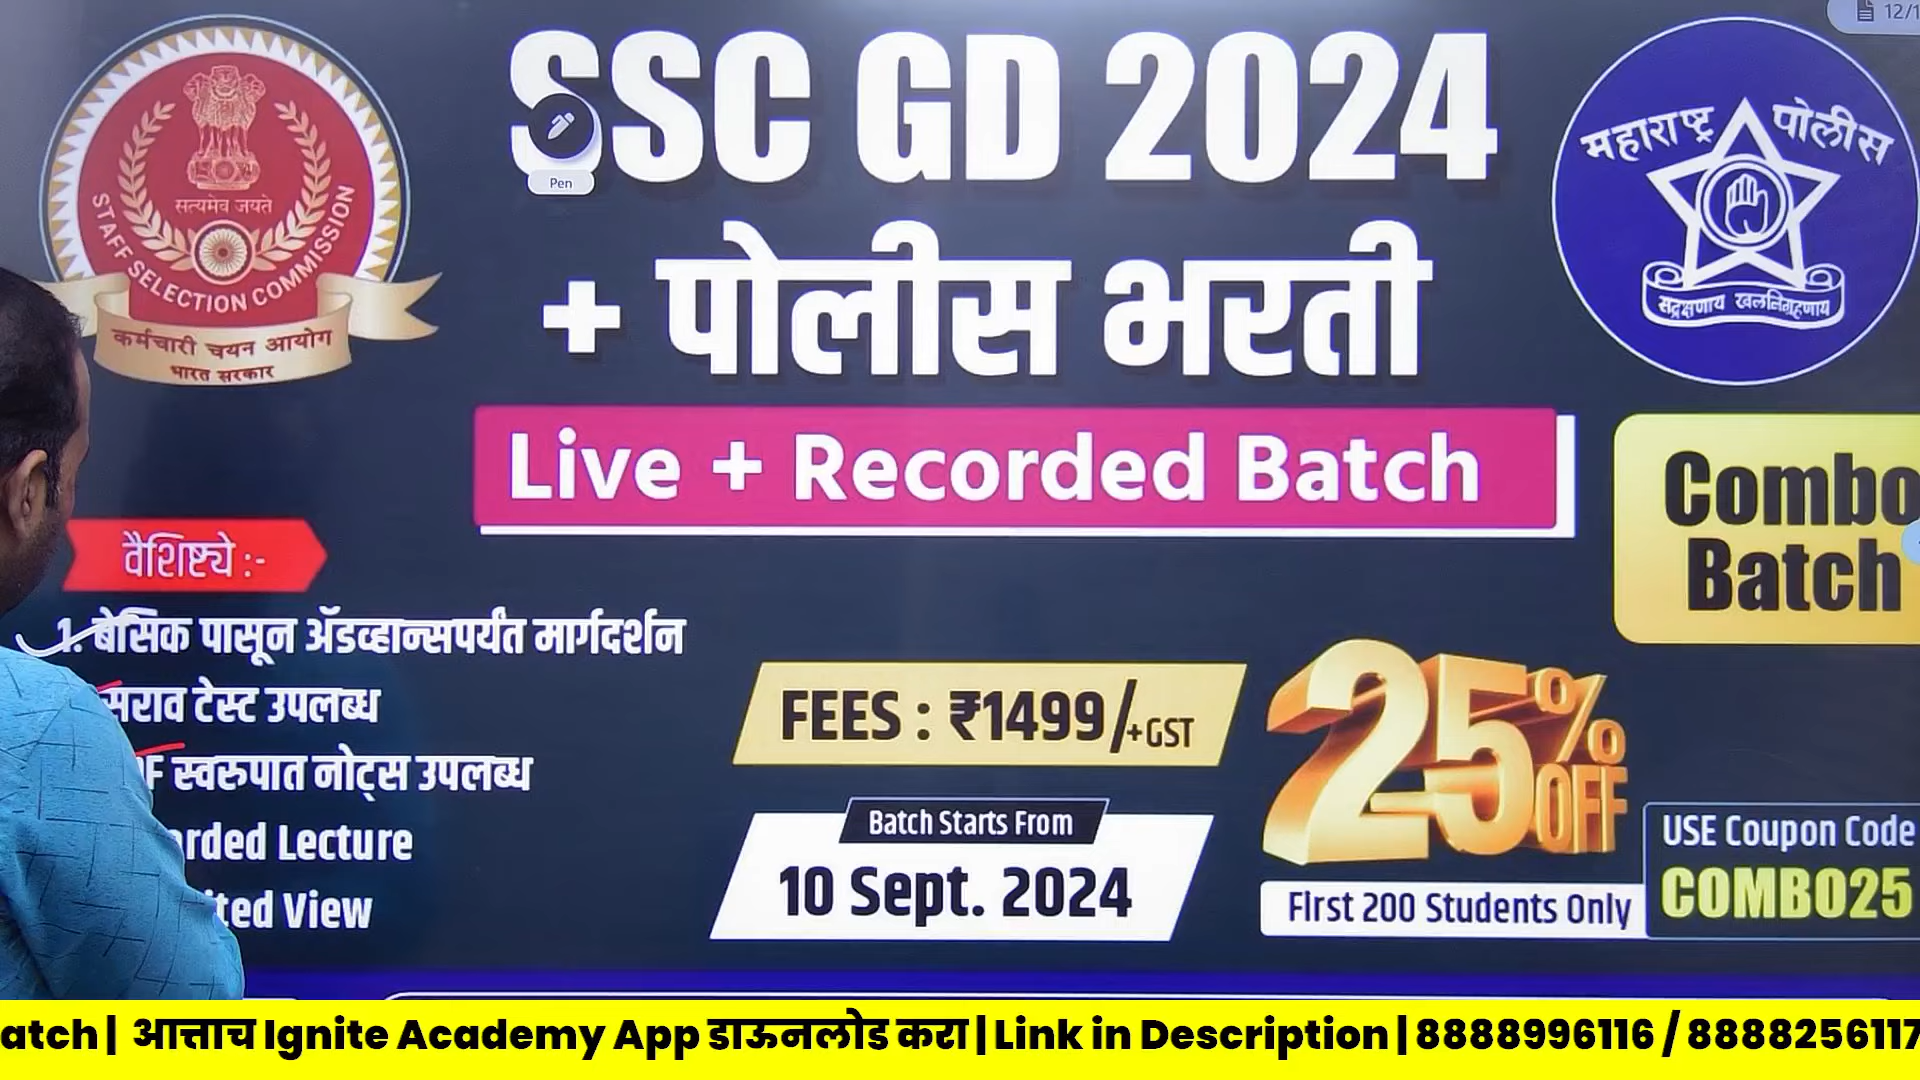 12/1
SSC GD 2024
Pen
+ पोलीस भरती
सत्यमेव जयते
STAFF SELECTION COMMISSION
कर्मचारी चयन आयोग
भारत सरकार
महाराष्ट्र पोलीस
सद्रक्षणाय खलनिग्रहणाय
Live + Recorded Batch
Combo
Batch
वैशिष्ट्ये :-
1. बेसिक पासून ॲडव्हान्सपर्यंत मार्गदर्शन
सराव टेस्ट उपलब्ध
F स्वरुपात नोट्स उपलब्ध
orded Lecture
ited View
FEES : ₹1499/+GST
Batch Starts From
10 Sept. 2024
25% OFF
First 200 Students Only
USE Coupon Code
COMBO25
atch | आत्ताच Ignite Academy App डाऊनलोड करा | Link in Description | 8888996116 / 8888256117